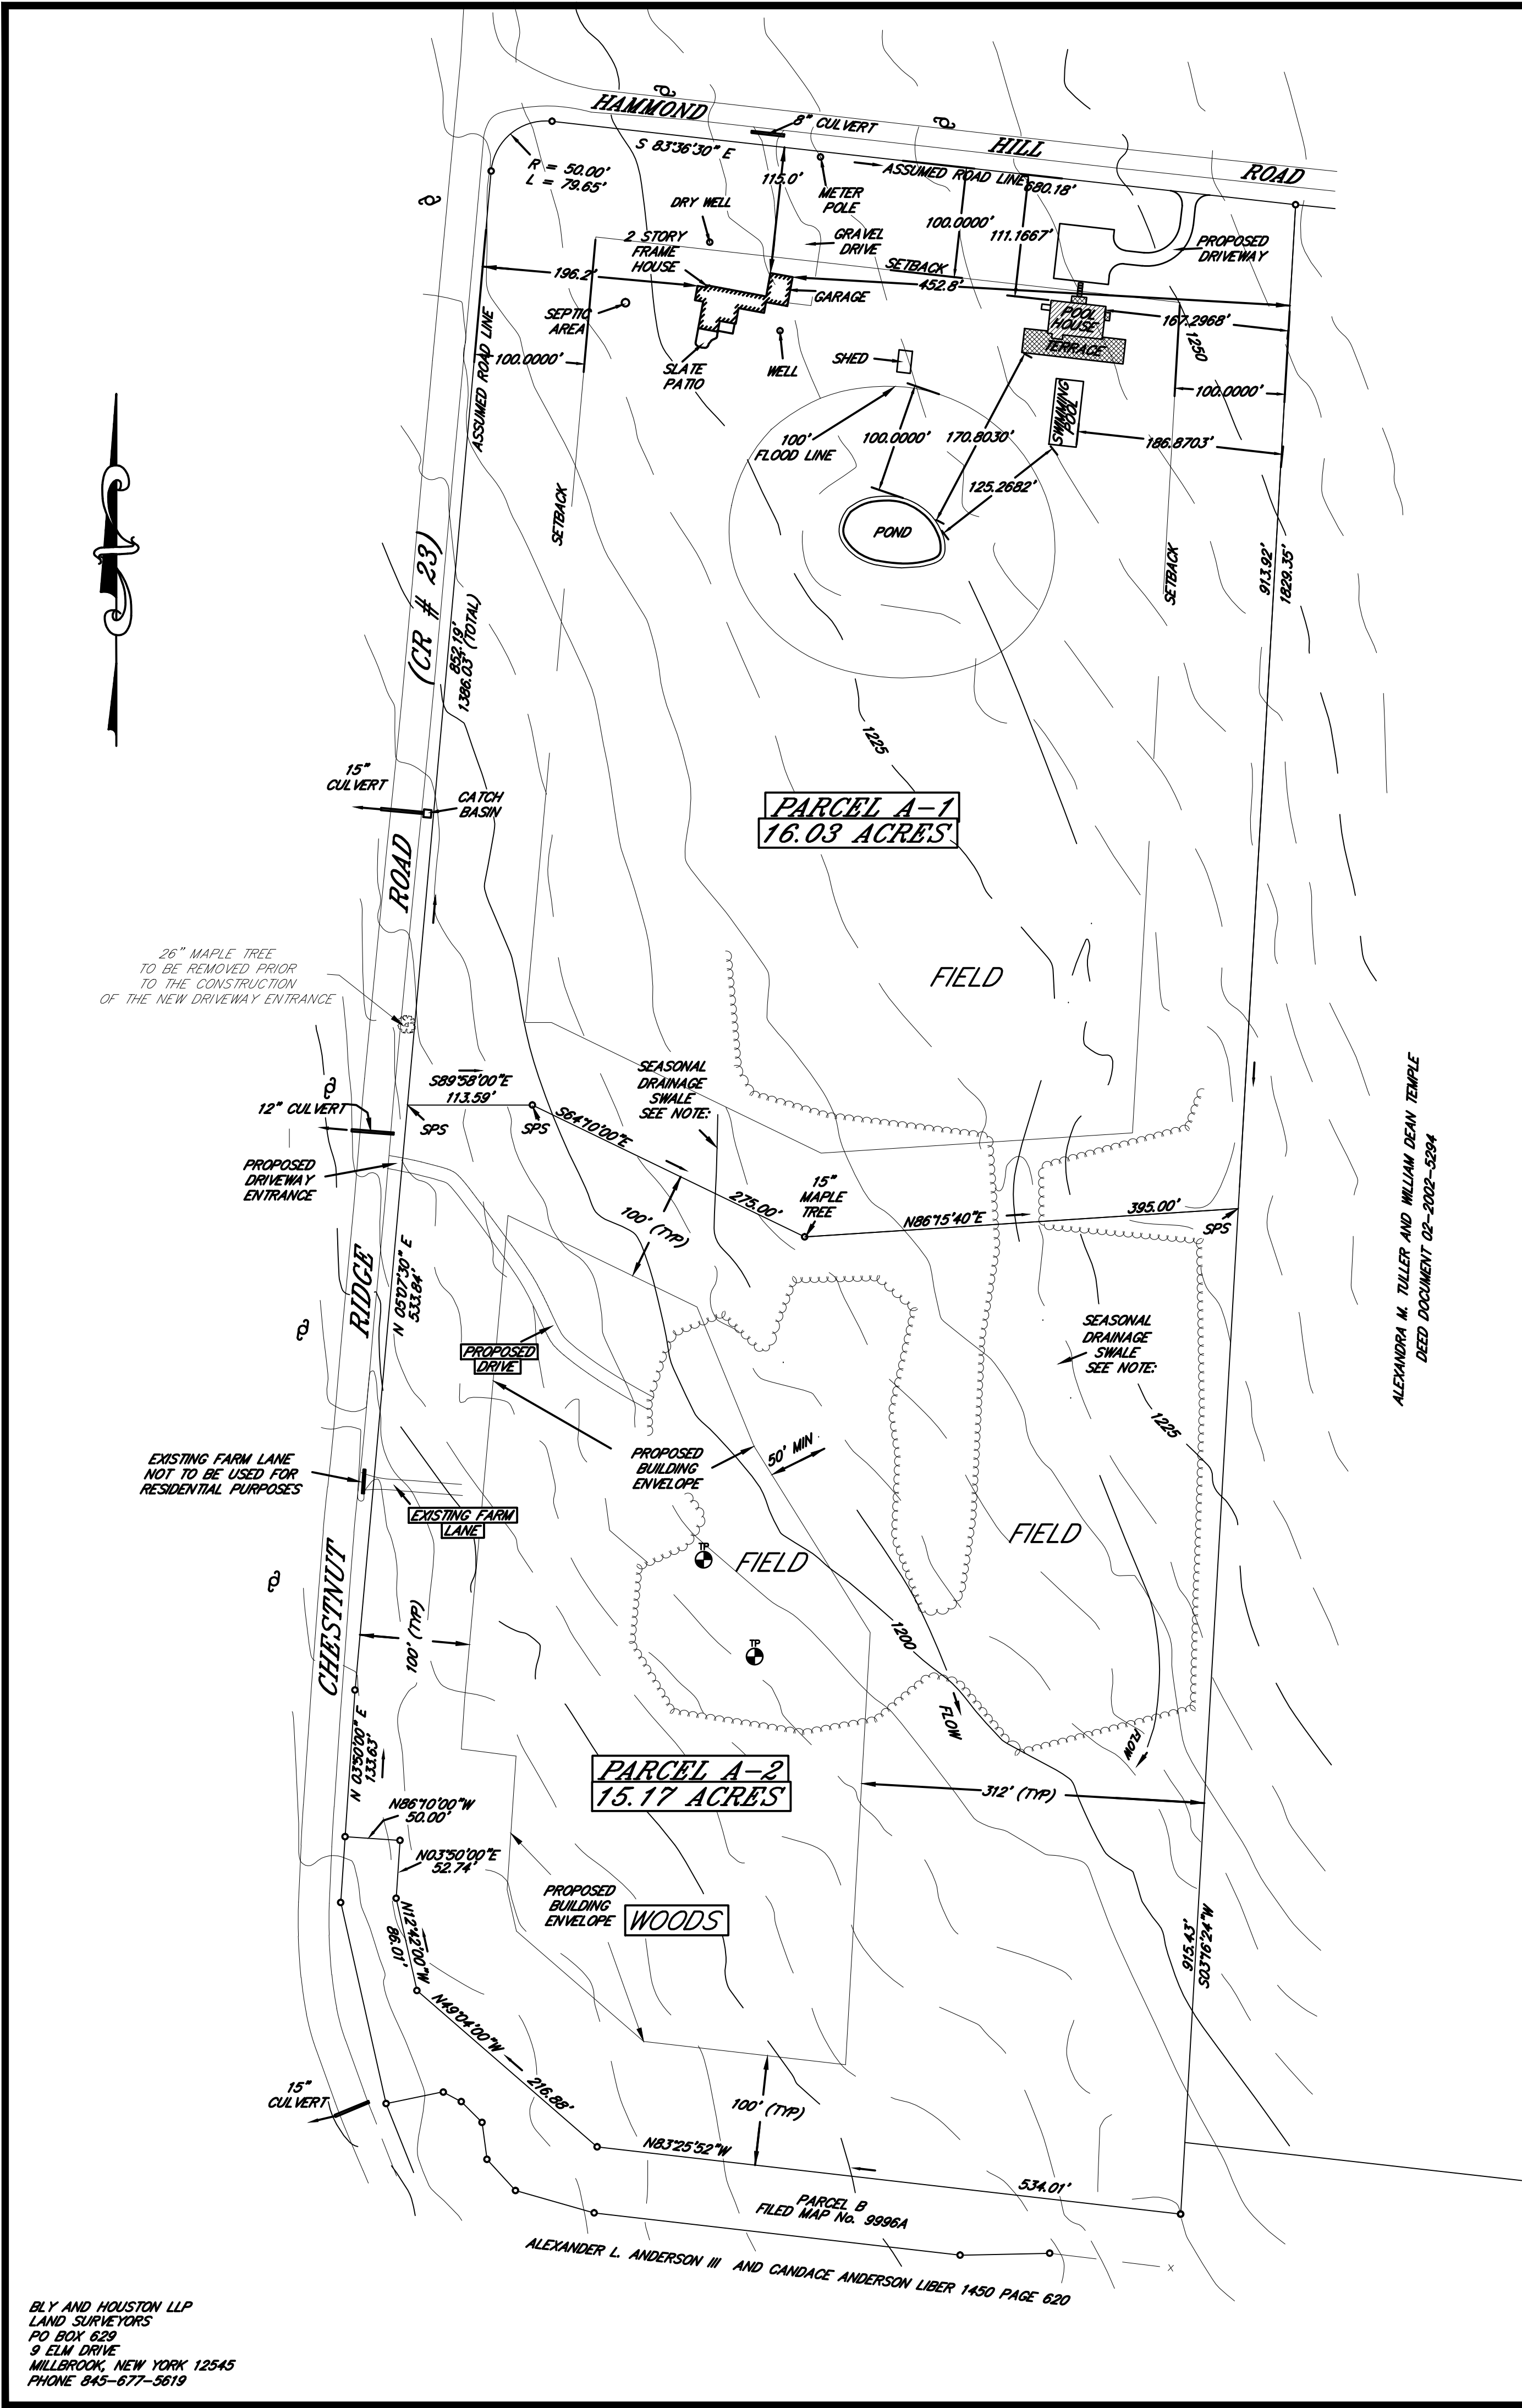 HAMMOND
HILL
ROAD
8" CULVERT
S 83°36'30" E
R = 50.00'
L = 79.65'
ASSUMED ROAD LINE
680.18'
115.0'
METER
POLE
DRY WELL
100.0000'
111.1667'
2 STORY
FRAME
HOUSE
GRAVEL
DRIVE
PROPOSED
DRIVEWAY
SETBACK
196.2'
452.8'
GARAGE
SEPTIC
AREA
POOL
HOUSE
167.2968'
TERRACE
1250
ASSUMED ROAD LINE
100.0000'
SLATE
PATIO
WELL
SHED
SWIMMING
POOL
100.0000'
100'
FLOOD LINE
100.0000'
170.8030'
186.8703'
125.2682'
SETBACK
POND
SETBACK
913.92'
1829.35'
(CR # 23)
852.19'
1386.03' (TOTAL)
1225
15"
CULVERT
CATCH
BASIN
PARCEL A-1
16.03 ACRES
ROAD
26" MAPLE TREE
TO BE REMOVED PRIOR
TO THE CONSTRUCTION
OF THE NEW DRIVEWAY ENTRANCE
FIELD
SEASONAL
DRAINAGE
SWALE
SEE NOTE:
S89°58'00"E
113.59'
12" CULVERT
SPS
SPS
S64°10'00"E
275.00'
PROPOSED
DRIVEWAY
ENTRANCE
15"
MAPLE
TREE
N86°15'40"E
395.00'
SPS
100' (TYP)
ALEXANDRA M. TULLER AND WILLIAM DEAN TEMPLE
DEED DOCUMENT 02-2002-5294
RIDGE
N 05°07'30" E
533.84'
PROPOSED
DRIVE
SEASONAL
DRAINAGE
SWALE
SEE NOTE:
1225
EXISTING FARM LANE
NOT TO BE USED FOR
RESIDENTIAL PURPOSES
PROPOSED
BUILDING
ENVELOPE
50' MIN.
EXISTING FARM
LANE
FIELD
TP
FIELD
CHESTNUT
100' (TYP)
1200
TP
FLOW
FLOW
N 03°50'00" E
133.63'
PARCEL A-2
15.17 ACRES
312' (TYP)
N86°10'00"W
50.00'
N03°50'00"E
52.74'
PROPOSED
BUILDING
ENVELOPE
WOODS
N12°42'00"W
86.01'
915.43'
S03°16'24"W
N49°04'00"W
216.88'
15"
CULVERT
100' (TYP)
N83°25'52"W
534.01'
PARCEL B
FILED MAP No. 9996A
X
ALEXANDER L. ANDERSON III AND CANDACE ANDERSON LIBER 1450 PAGE 620
BLY AND HOUSTON LLP
LAND SURVEYORS
PO BOX 629
9 ELM DRIVE
MILLBROOK, NEW YORK 12545
PHONE 845-677-5619